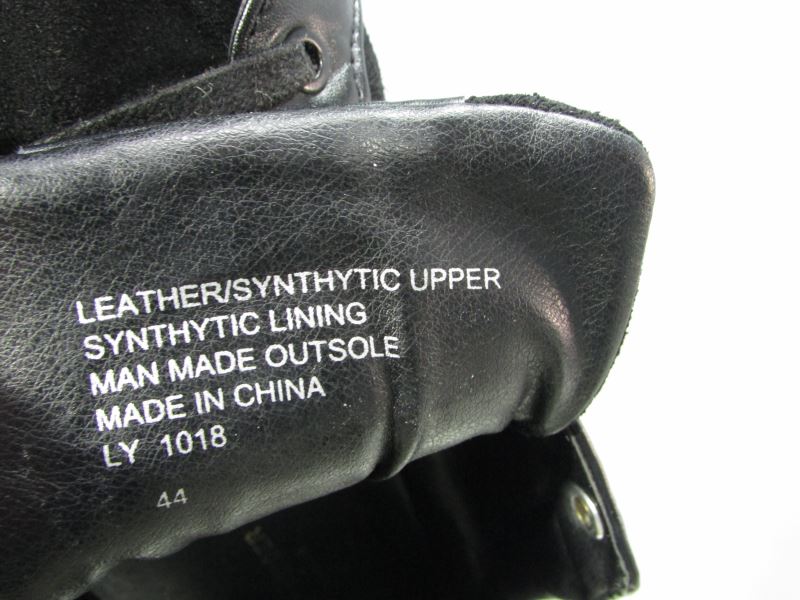 LEATHER/SYNTHYTIC UPPER
SYNTHYTIC LINING
MAN MADE OUTSOLE
MADE IN CHINA
LY 1018
44